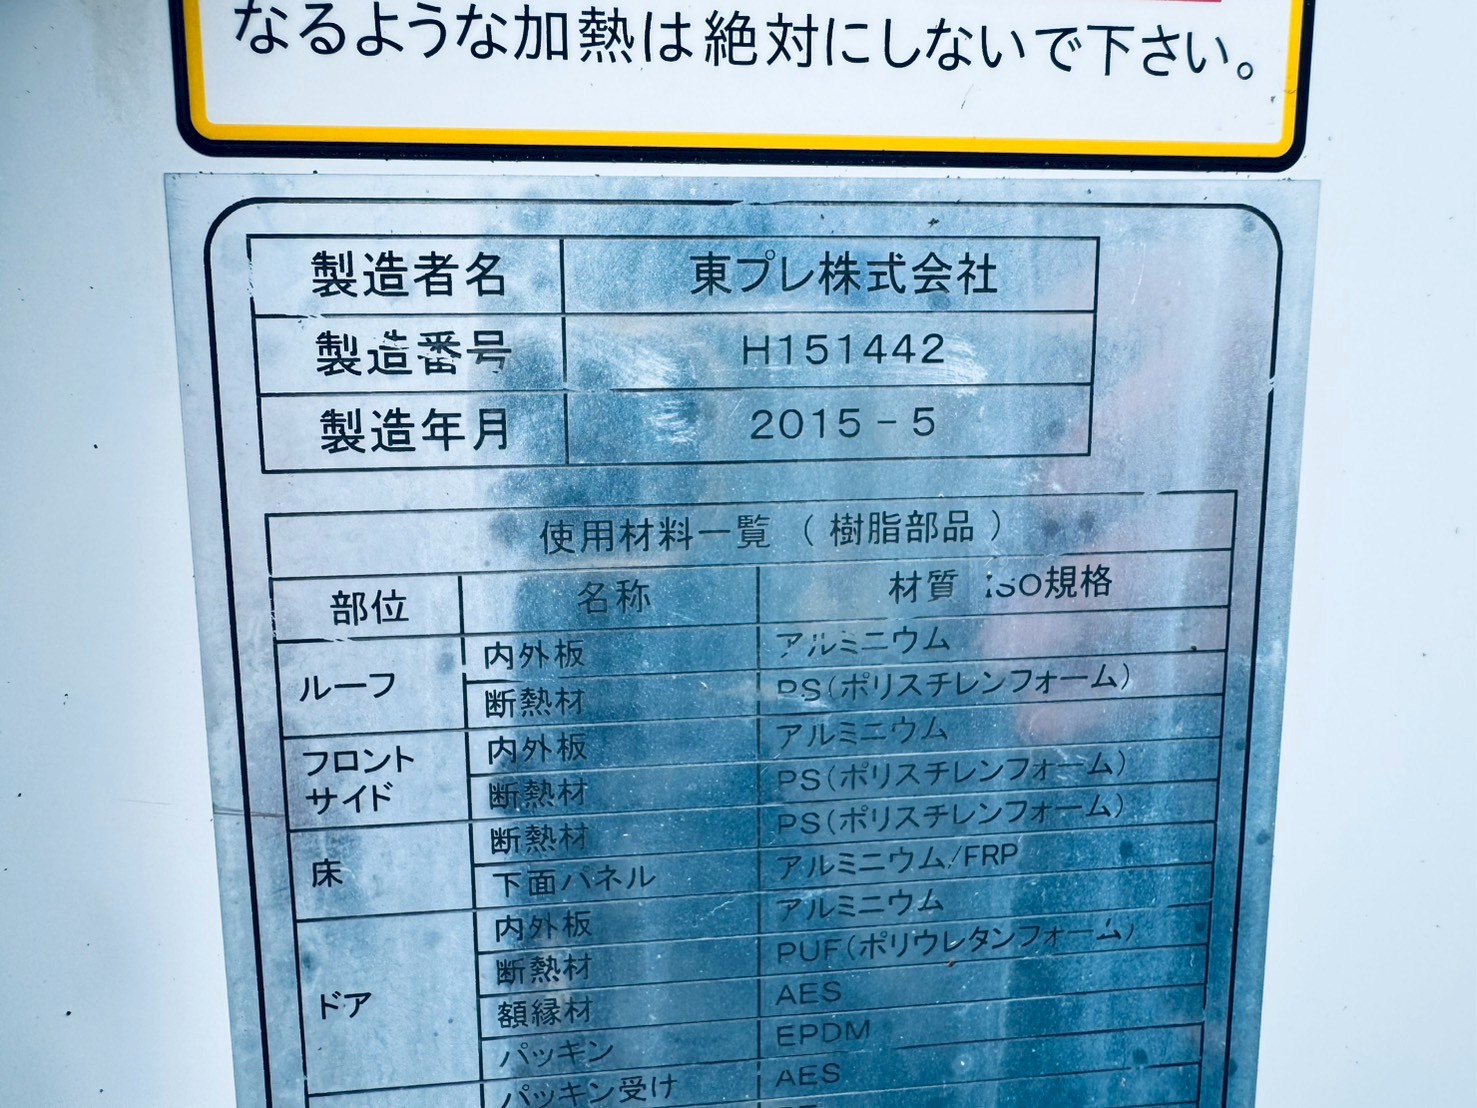 なるような加熱は絶対にしないで下さい。
製造者名 東プレ株式会社
製造番号 H151442
製造年月 2015-5
使用材料一覧(樹脂部品)
部位 名称 材質 ISO規格
ルーフ 内外板 アルミニウム
断熱材 PS(ポリスチレンフォーム)
フロント
サイド 内外板 アルミニウム
断熱材 PS(ポリスチレンフォーム)
床 断熱材 PS(ポリスチレンフォーム)
下面パネル アルミニウム/FRP
ドア 内外板 アルミニウム
断熱材 PUF(ポリウレタンフォーム)
額縁材 AES
パッキン EPDM
パッキン受け AES